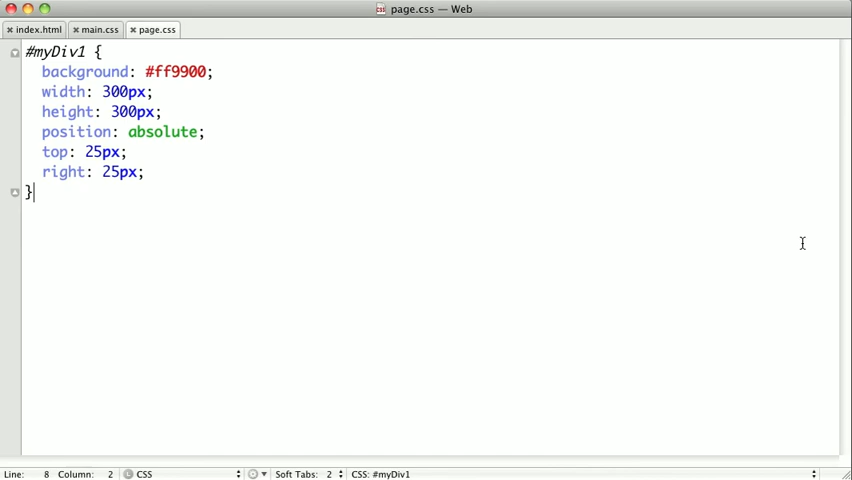 page.css — Web
index.html main.css page.css
#myDiv1 {
background: #ff9900;
width: 300px;
height: 300px;
position: absolute;
top: 25px;
right: 25px;
}
Line: 8 Column: 2 L CSS Soft Tabs: 2 CSS: #myDiv1